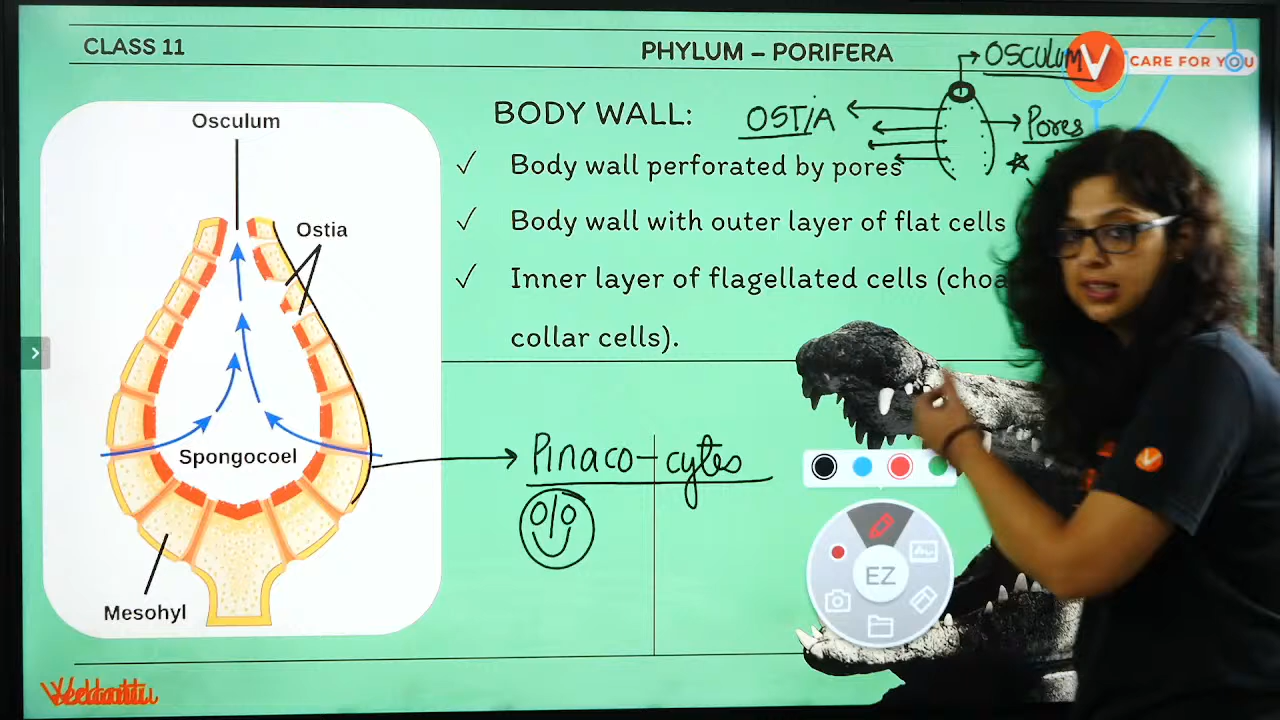 CLASS 11
PHYLUM – PORIFERA
OSCULUM
V CARE FOR YOU
Osculum
BODY WALL:
OSTIA
Pores
✓ Body wall perforated by pores
✓ Body wall with outer layer of flat cells
Ostia
✓ Inner layer of flagellated cells (choa
collar cells).
Pinaco-cytes
Spongocoel
EZ
Mesohyl
Vedantu